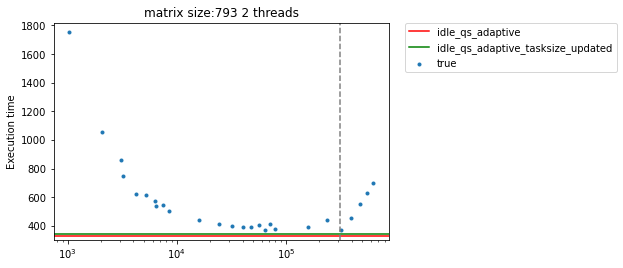 matrix size:793 2 threads
Execution time
1800
1600
1400
1200
1000
800
600
400
10³
10⁴
10⁵
idle_qs_adaptive
idle_qs_adaptive_tasksize_updated
true